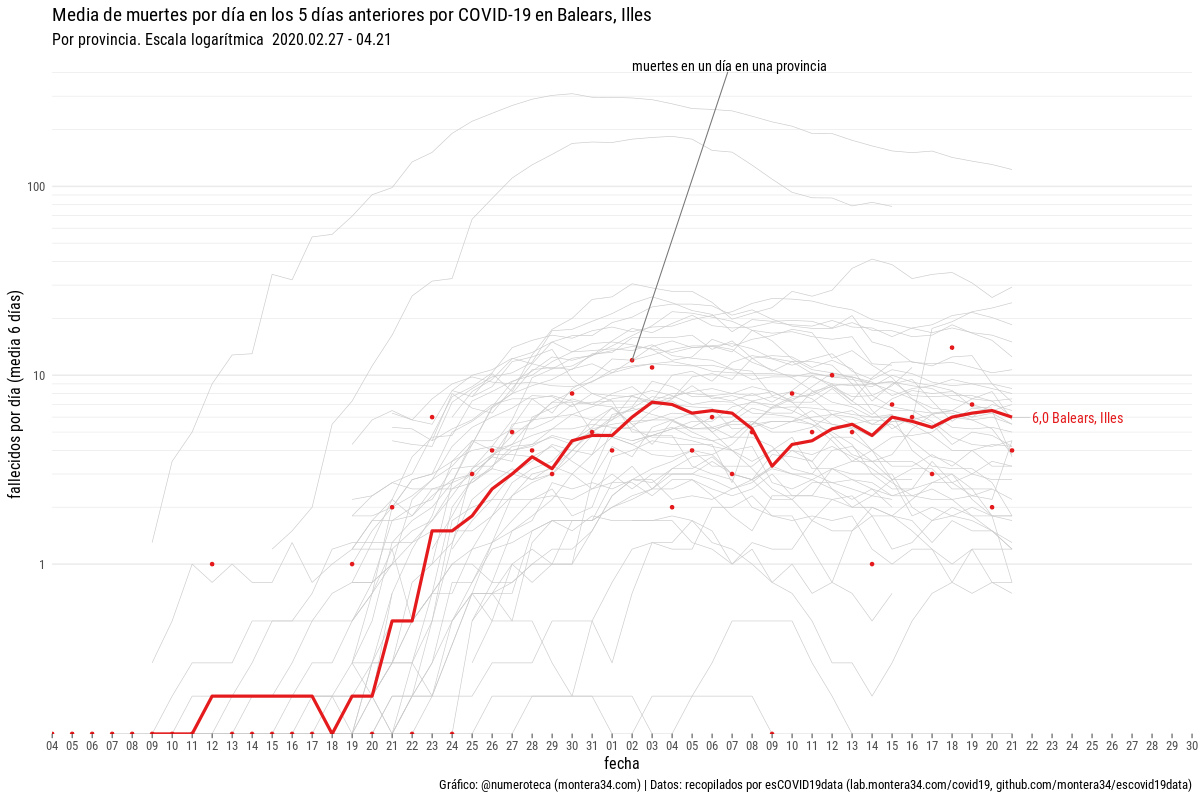 Media de muertes por día en los 5 días anteriores por COVID-19 en Balears, Illes
Por provincia. Escala logarítmica  2020.02.27 - 04.21
muertes en un día en una provincia
100
10
1
fallecidos por día (media 6 días)
6,0 Balears, Illes
04 05 06 07 08 09 10 11 12 13 14 15 16 17 18 19 20 21 22 23 24 25 26 27 28 29 30 31 01 02 03 04 05 06 07 08 09 10 11 12 13 14 15 16 17 18 19 20 21 22 23 24 25 26 27 28 29 30
fecha
Gráfico: @numeroteca (montera34.com) | Datos: recopilados por esCOVID19data (lab.montera34.com/covid19, github.com/montera34/escovid19data)